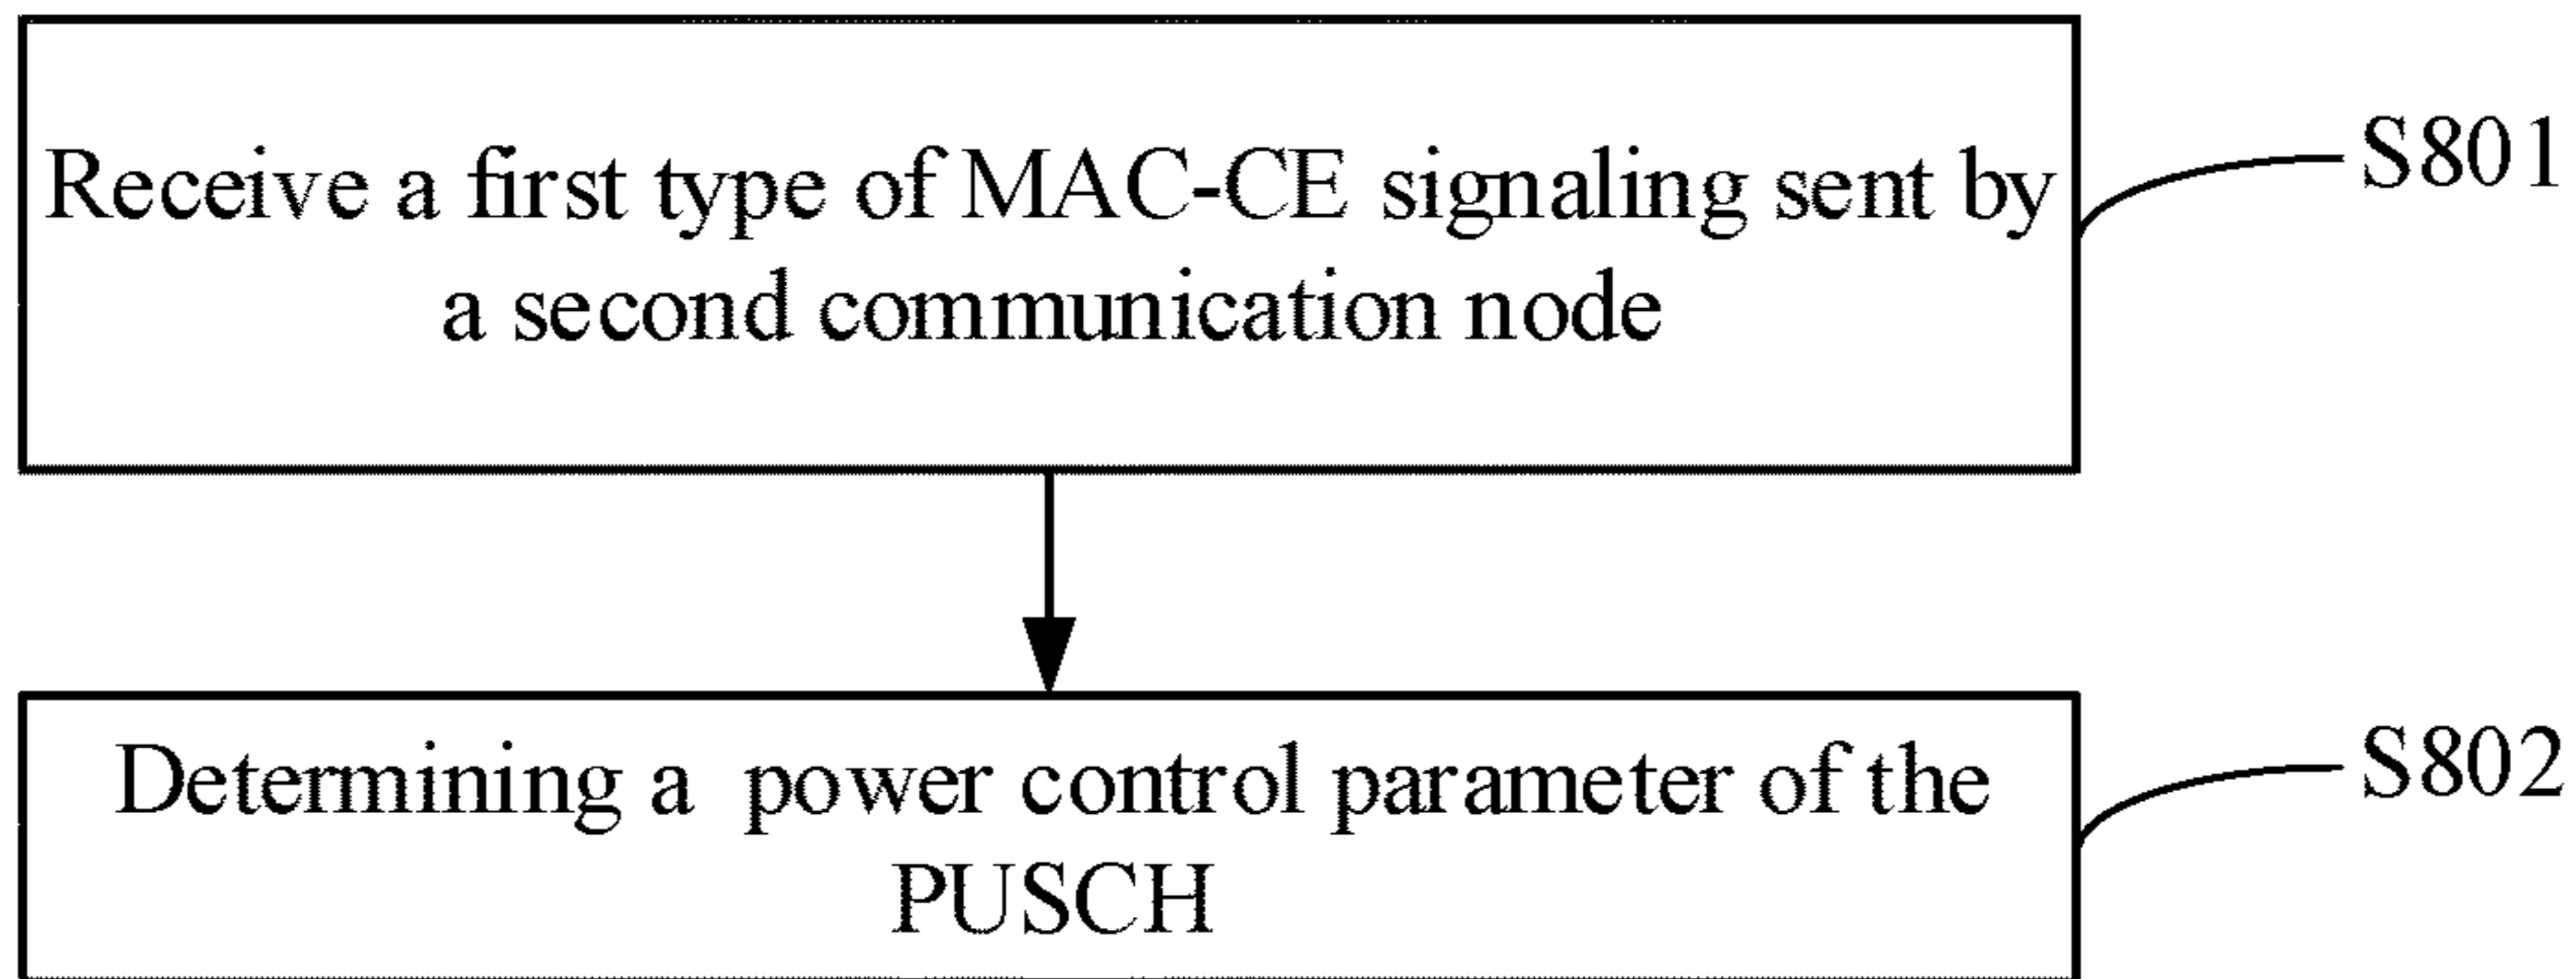 Receive a first type of MAC-CE signaling sent by
a second communication node
S801
Determining a power control parameter of the
PUSCH
S802